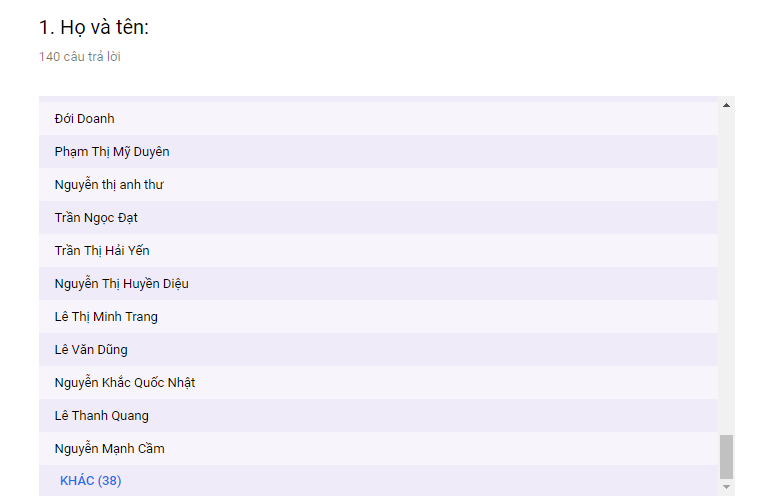 1. Họ và tên:
140 câu trả lời
Đới Doanh
Phạm Thị Mỹ Duyên
Nguyễn thị anh thư
Trần Ngọc Đạt
Trần Thị Hải Yến
Nguyễn Thị Huyền Diệu
Lê Thị Minh Trang
Lê Văn Dũng
Nguyễn Khắc Quốc Nhật
Lê Thanh Quang
Nguyễn Mạnh Cầm
KHÁC (38)